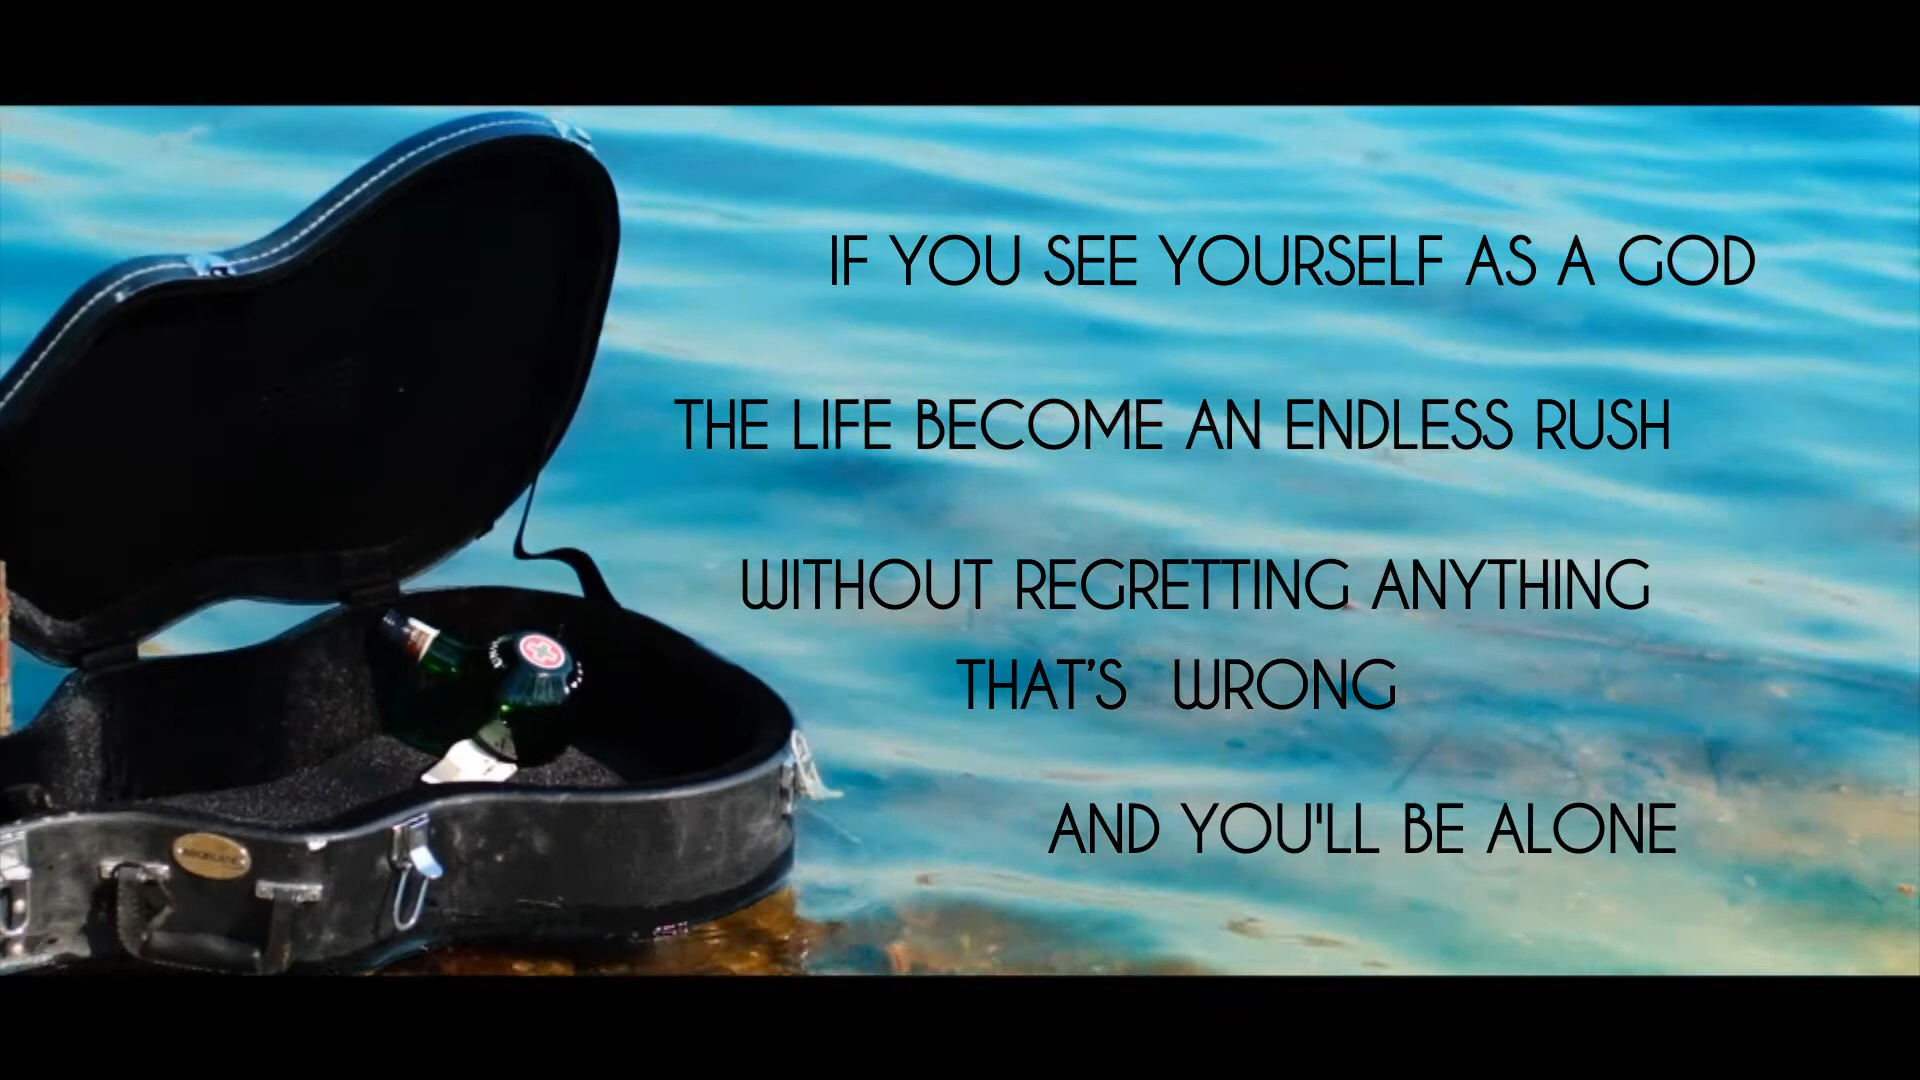 IF YOU SEE YOURSELF AS A GOD
THE LIFE BECOME AN ENDLESS RUSH
WITHOUT REGRETTING ANYTHING
THAT'S WRONG
AND YOU'LL BE ALONE